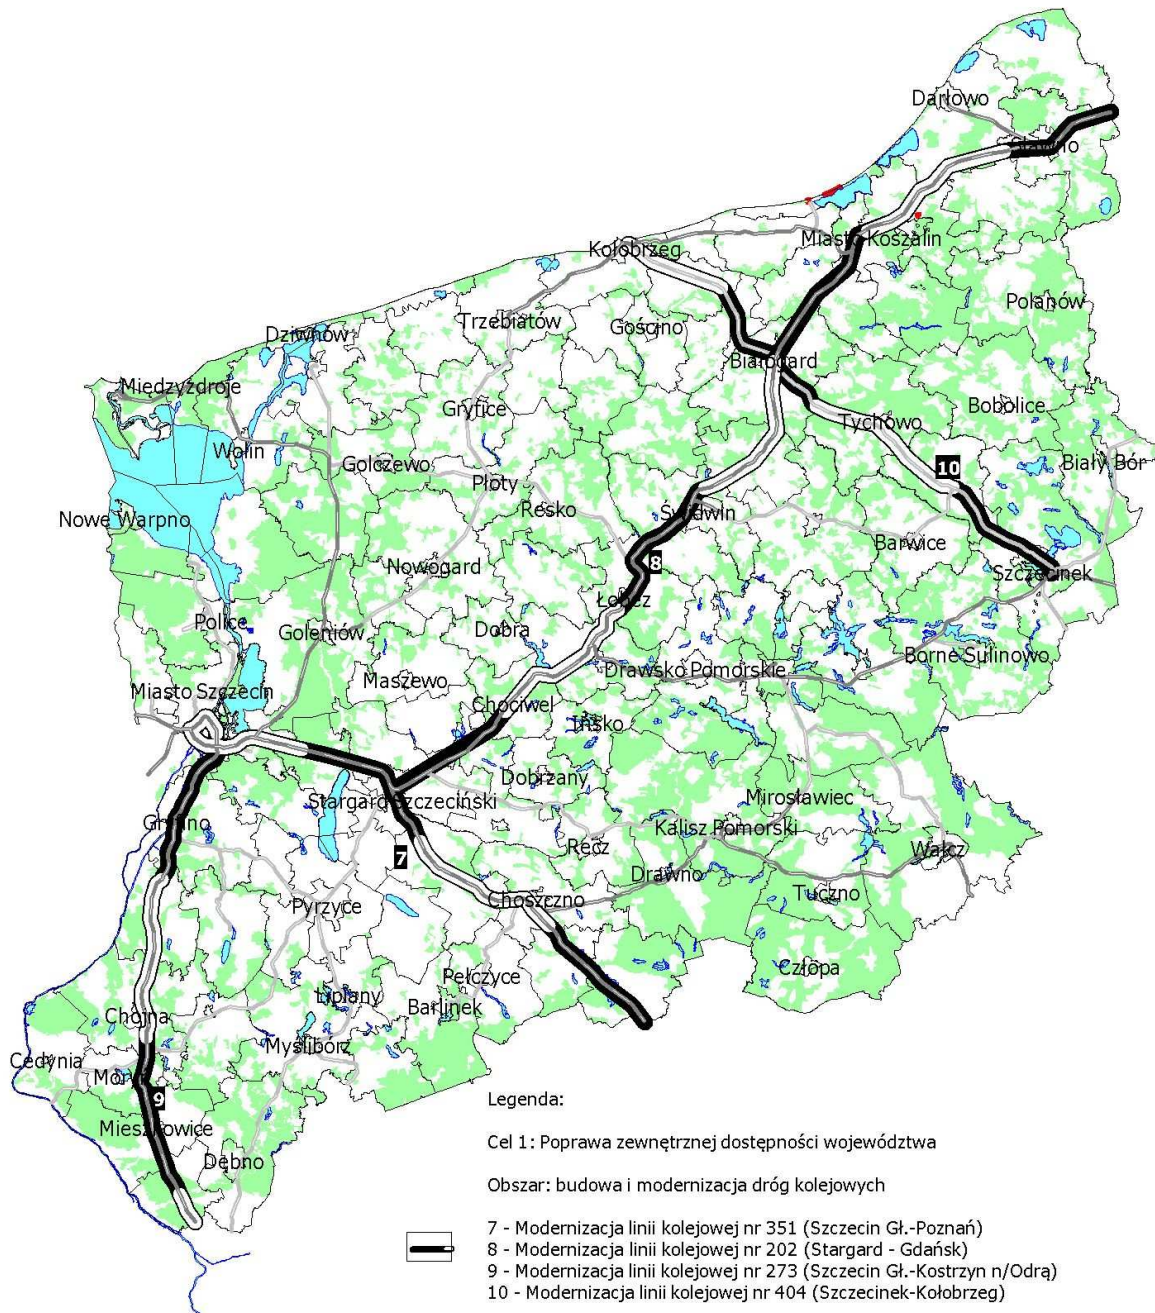 Darłowo
Sławno
Kołobrzeg
Miasto Koszalin
Polanów
Trzebiatów
Gościno
Dziwnów
Białogard
Międzyzdroje
Gryfice
Bobolice
Tychowo
Wolin
Golczewo
Biały Bór
10
Płoty
Resko
Świdwin
Nowe Warpno
Barwice
8
Nowogard
Szczecinek
Łobez
Police
Goleniów
Dobra
Borne Sulinowo
Drawsko Pomorskie
Maszewo
Miasto Szczecin
Chociwel
Ińsko
Dobrzany
Stargard Szczeciński
Mirosławiec
Gryfino
Kalisz Pomorski
7
Recz
Wałcz
Drawno
Tuczno
Choszczno
Pyrzyce
Człopa
Pełczyce
Lipiany
Barlinek
Chojna
Myślibórz
Cedynia
Moryń
9
Mieszkowice
Dębno
Legenda:
Cel 1: Poprawa zewnętrznej dostępności województwa
Obszar: budowa i modernizacja dróg kolejowych
7 - Modernizacja linii kolejowej nr 351 (Szczecin Gł.-Poznań)
8 - Modernizacja linii kolejowej nr 202 (Stargard - Gdańsk)
9 - Modernizacja linii kolejowej nr 273 (Szczecin Gł.-Kostrzyn n/Odrą)
10 - Modernizacja linii kolejowej nr 404 (Szczecinek-Kołobrzeg)